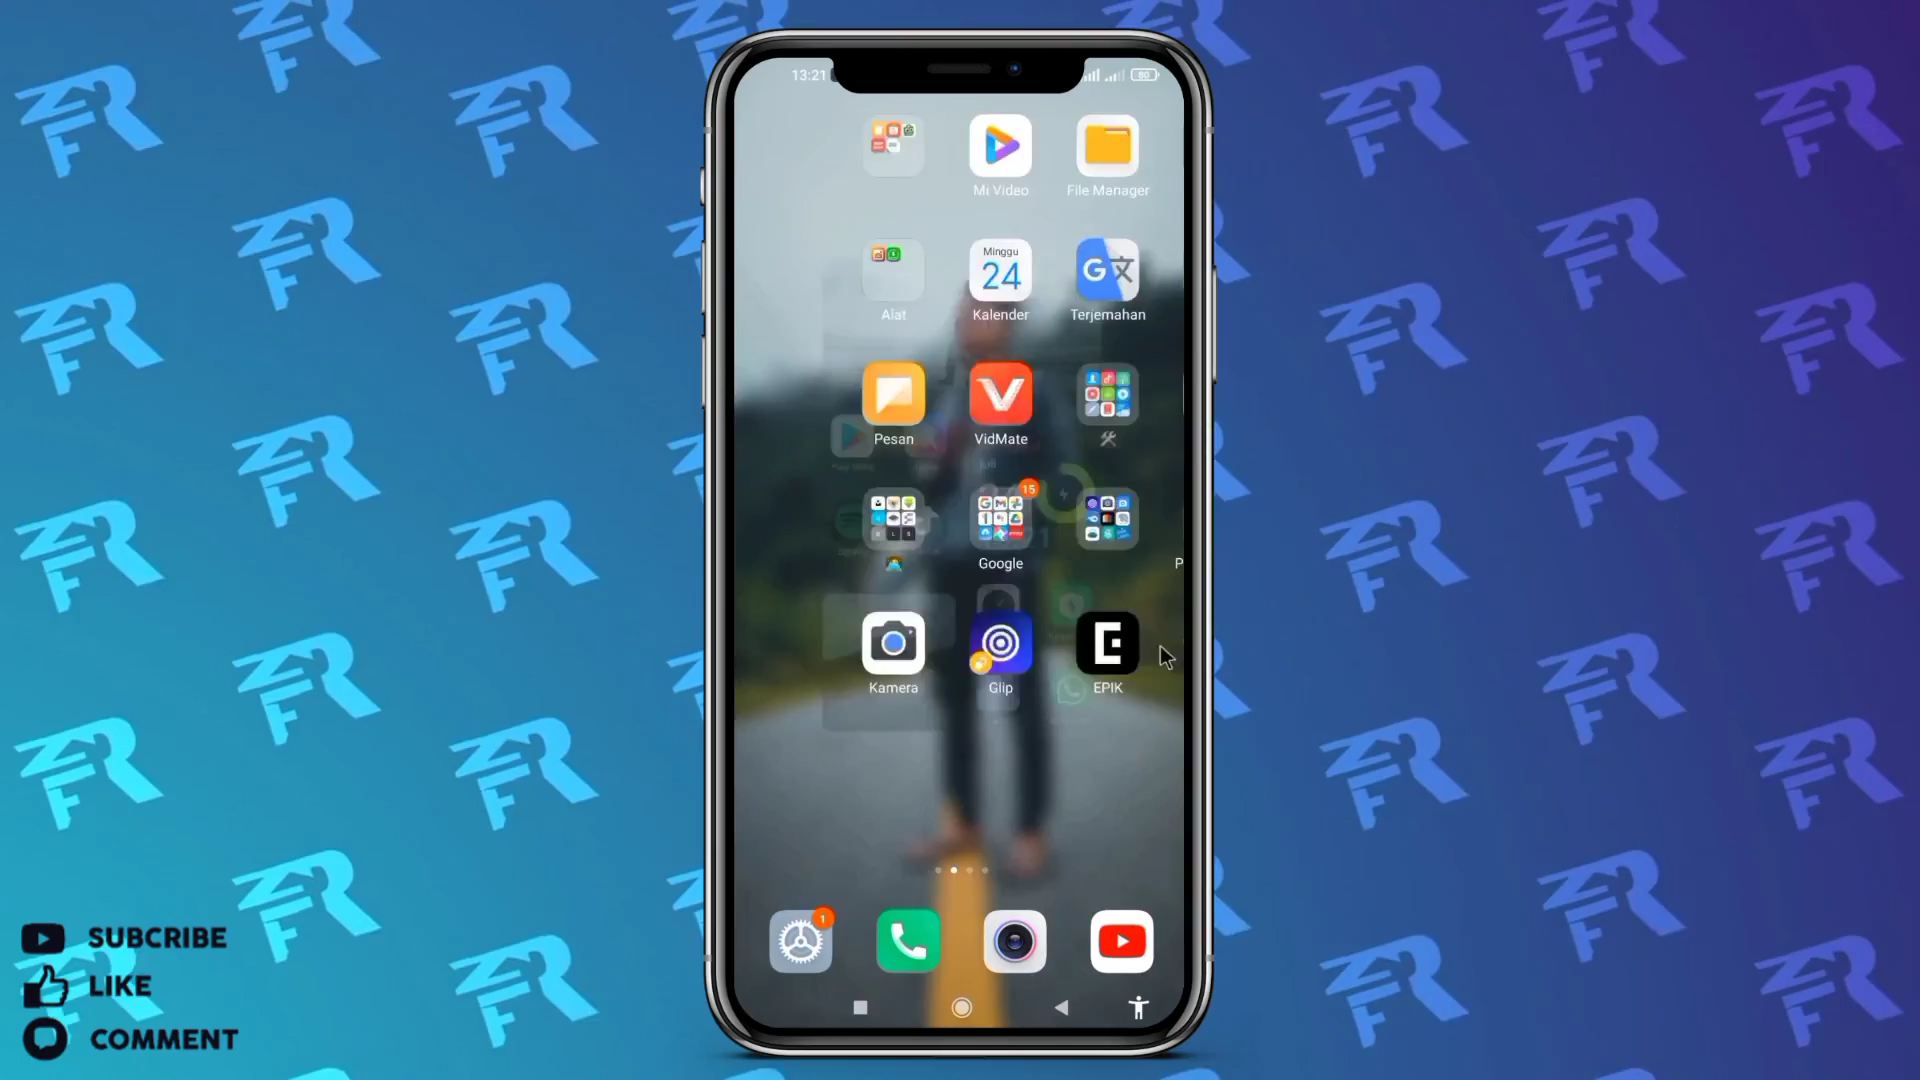 13:21
80
Mi Video
File Manager
Minggu
24
Alat
Kalender
Terjemahan
Pesan
VidMate
15
Google
P
Kamera
Glip
EPIK
1
SUBCRIBE
LIKE
COMMENT